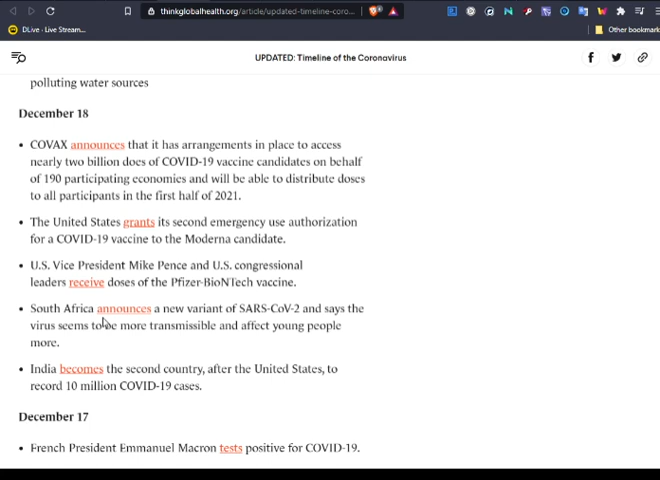 thinkglobalhealth.org/article/updated-timeline-coro...
DLive - Live Stream...
Other bookmark
UPDATED: Timeline of the Coronavirus
polluting water sources
December 18
• COVAX announces that it has arrangements in place to access
nearly two billion does of COVID-19 vaccine candidates on behalf
of 190 participating economies and will be able to distribute doses
to all participants in the first half of 2021.
• The United States grants its second emergency use authorization
for a COVID-19 vaccine to the Moderna candidate.
• U.S. Vice President Mike Pence and U.S. congressional
leaders receive doses of the Pfizer-BioNTech vaccine.
• South Africa announces a new variant of SARS-CoV-2 and says the
virus seems to be more transmissible and affect young people
more.
• India becomes the second country, after the United States, to
record 10 million COVID-19 cases.
December 17
• French President Emmanuel Macron tests positive for COVID-19.